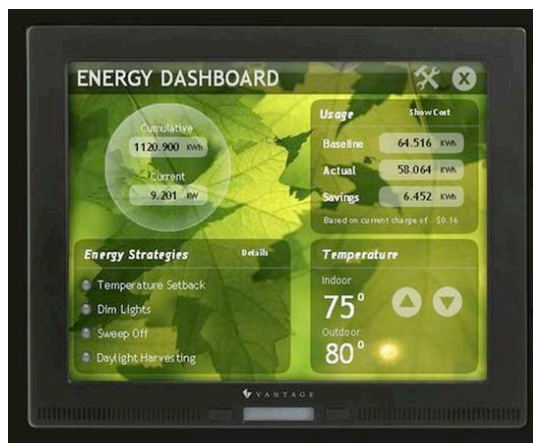 ENERGY DASHBOARD
Cumulative
1120.900 KWh
Current
9.201 KW
Usage Show Cost
Baseline 64.516 KWh
Actual 58.064 KWh
Savings 6.452 KWh
Based on current charge of $0.16
Energy Strategies Details
Temperature Setback
Dim Lights
Sweep Off
Daylight Harvesting
Temperature
Indoor
75°
Outdoor
80°
VANTAGE